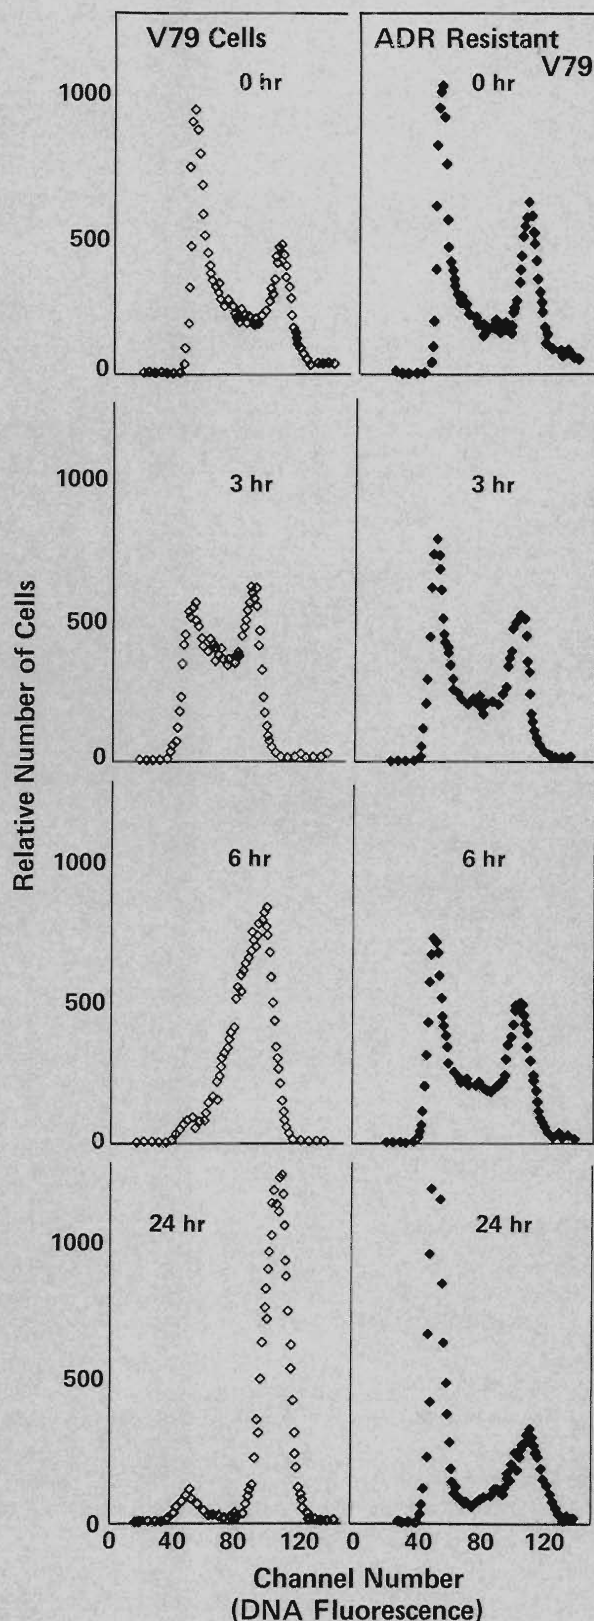 V79 Cells
ADR Resistant
V79
0 hr
0 hr
1000
500
0
3 hr
3 hr
1000
500
0
Relative Number of Cells
6 hr
6 hr
1000
500
0
24 hr
24 hr
1000
500
0
0 40 80 120 0 40 80 120
Channel Number
(DNA Fluorescence)